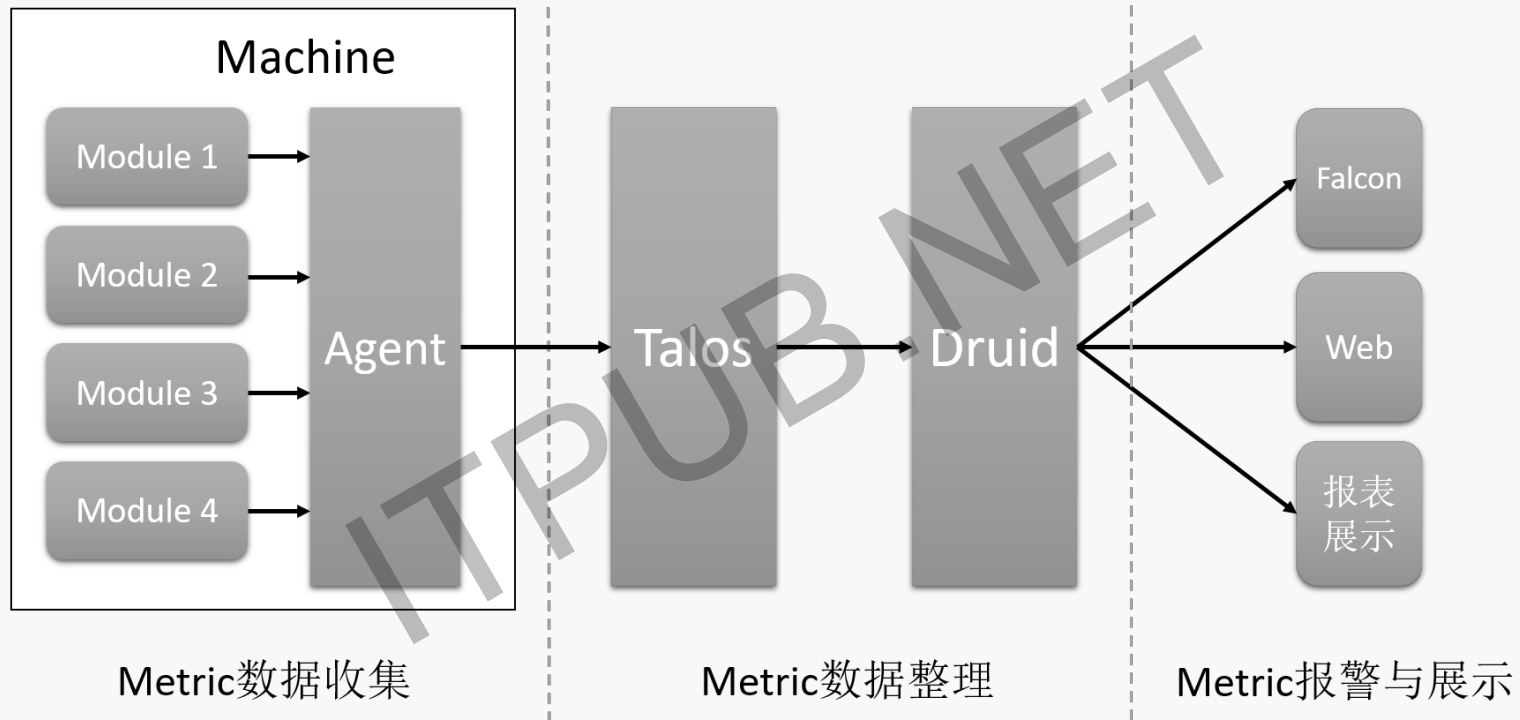 Machine
Module 1
Module 2
Module 3
Module 4
Agent
Talos
Druid
Falcon
Web
报表
展示
Metric数据收集
Metric数据整理
Metric报警与展示
ITPUB.NET